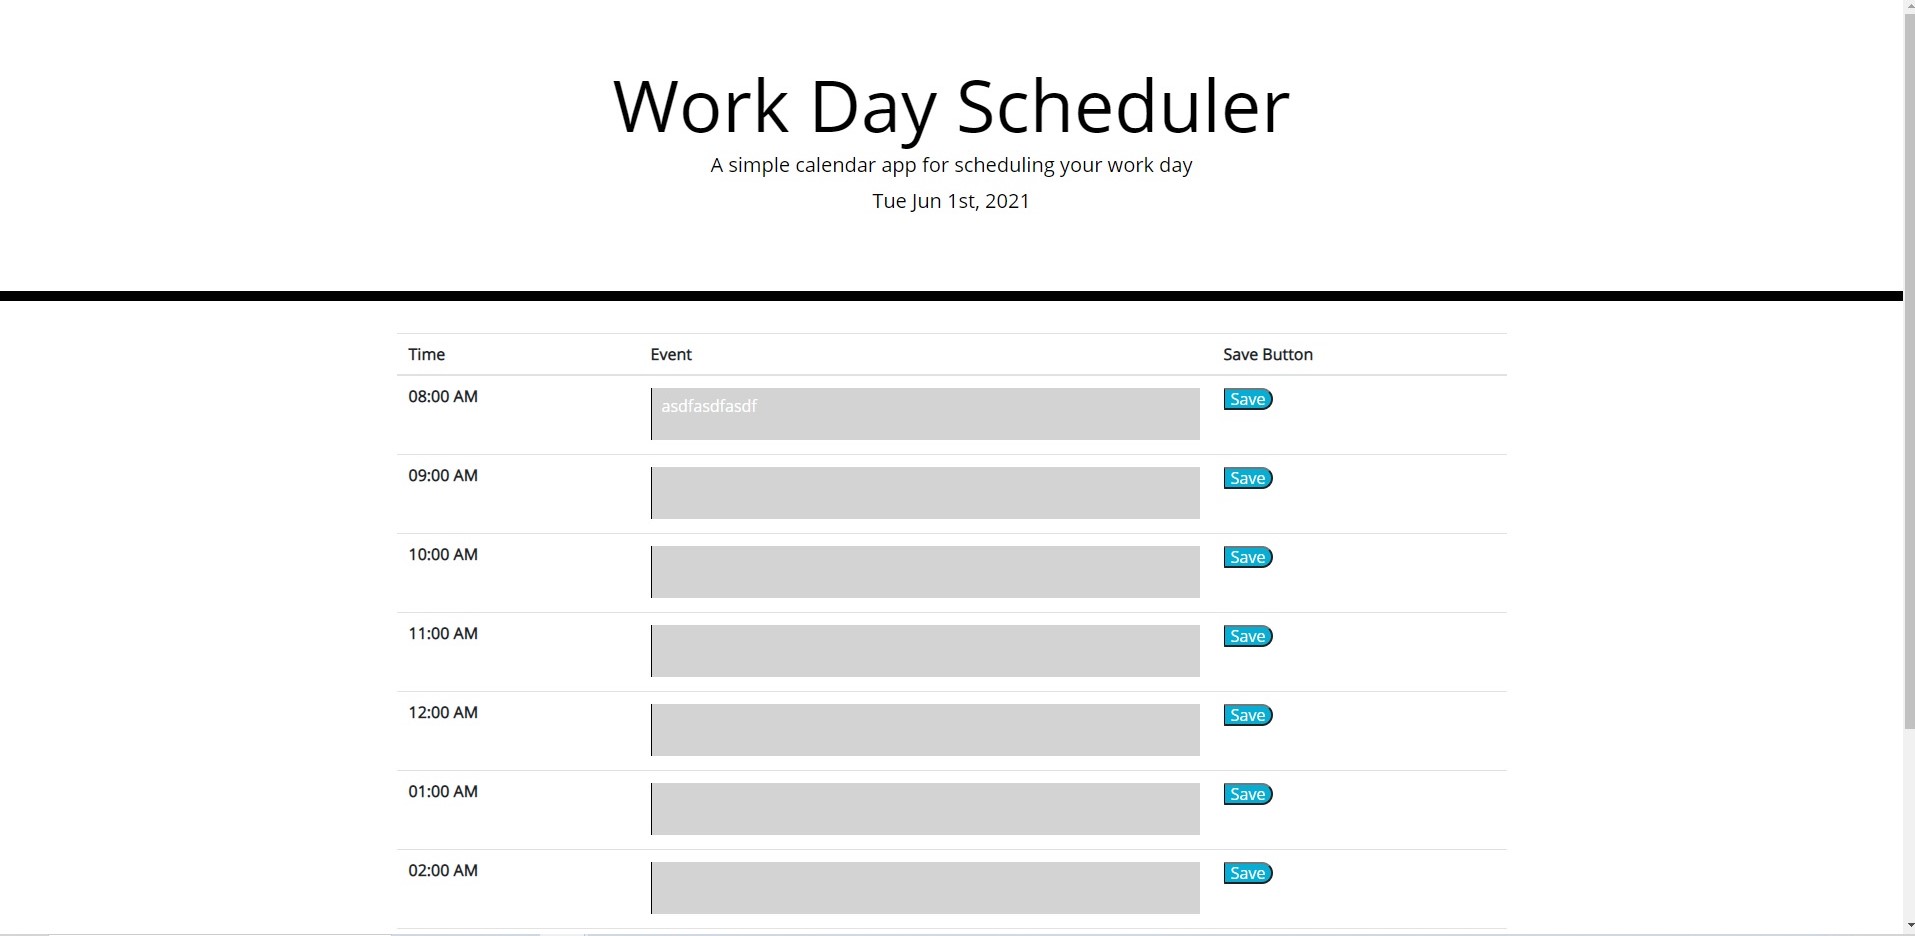 Work Day Scheduler
A simple calendar app for scheduling your work day
Tue Jun 1st, 2021
Time Event Save Button
08:00 AM asdfasdfasdf Save
09:00 AM Save
10:00 AM Save
11:00 AM Save
12:00 AM Save
01:00 AM Save
02:00 AM Save